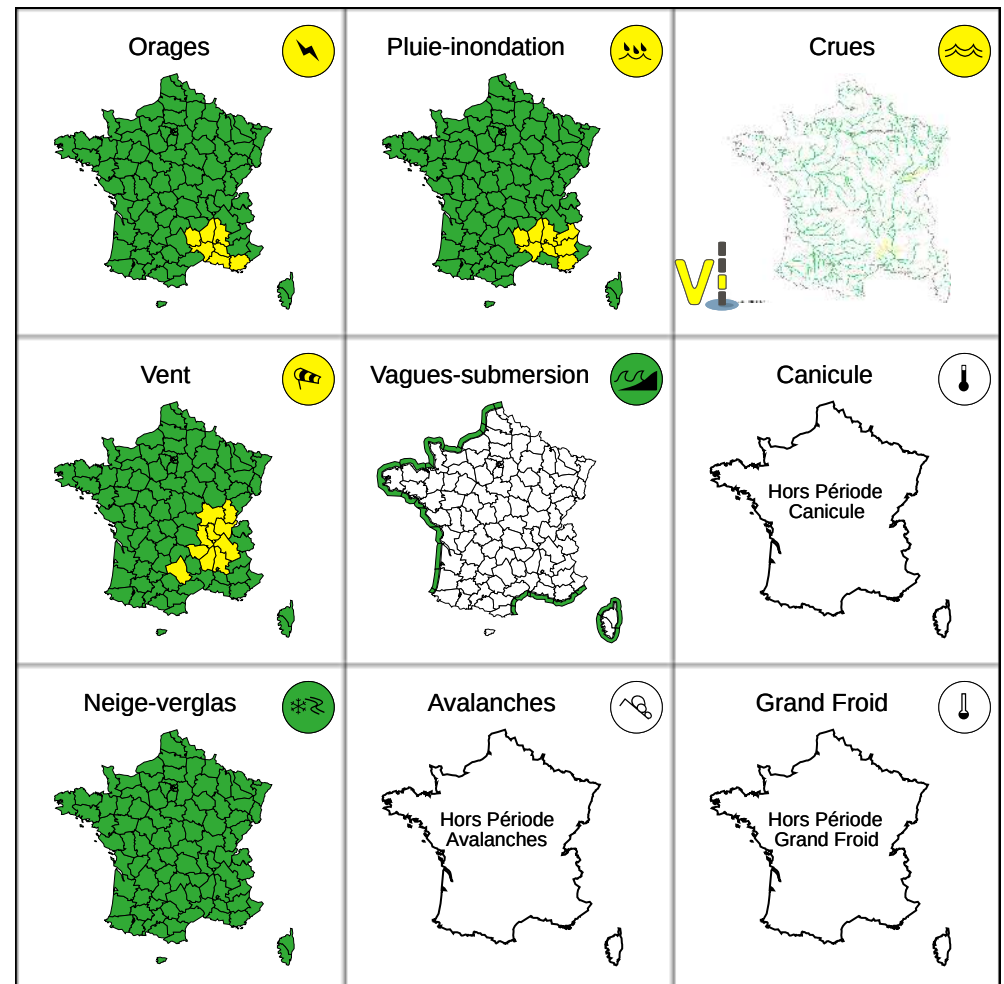 Orages
Pluie-inondation
Crues
Vi
Vent
Vagues-submersion
Canicule
Hors Période
Canicule
Neige-verglas
Avalanches
Grand Froid
Hors Période
Avalanches
Hors Période
Grand Froid